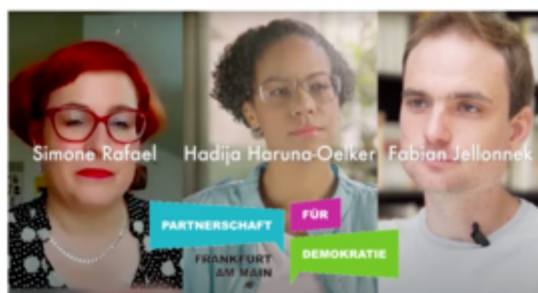 Simone Rafael Hadija Haruna-Oelker Fabian Jellonnek
PARTNERSCHAFT
FÜR
DEMOKRATIE
FRANKFURT
AM MAIN